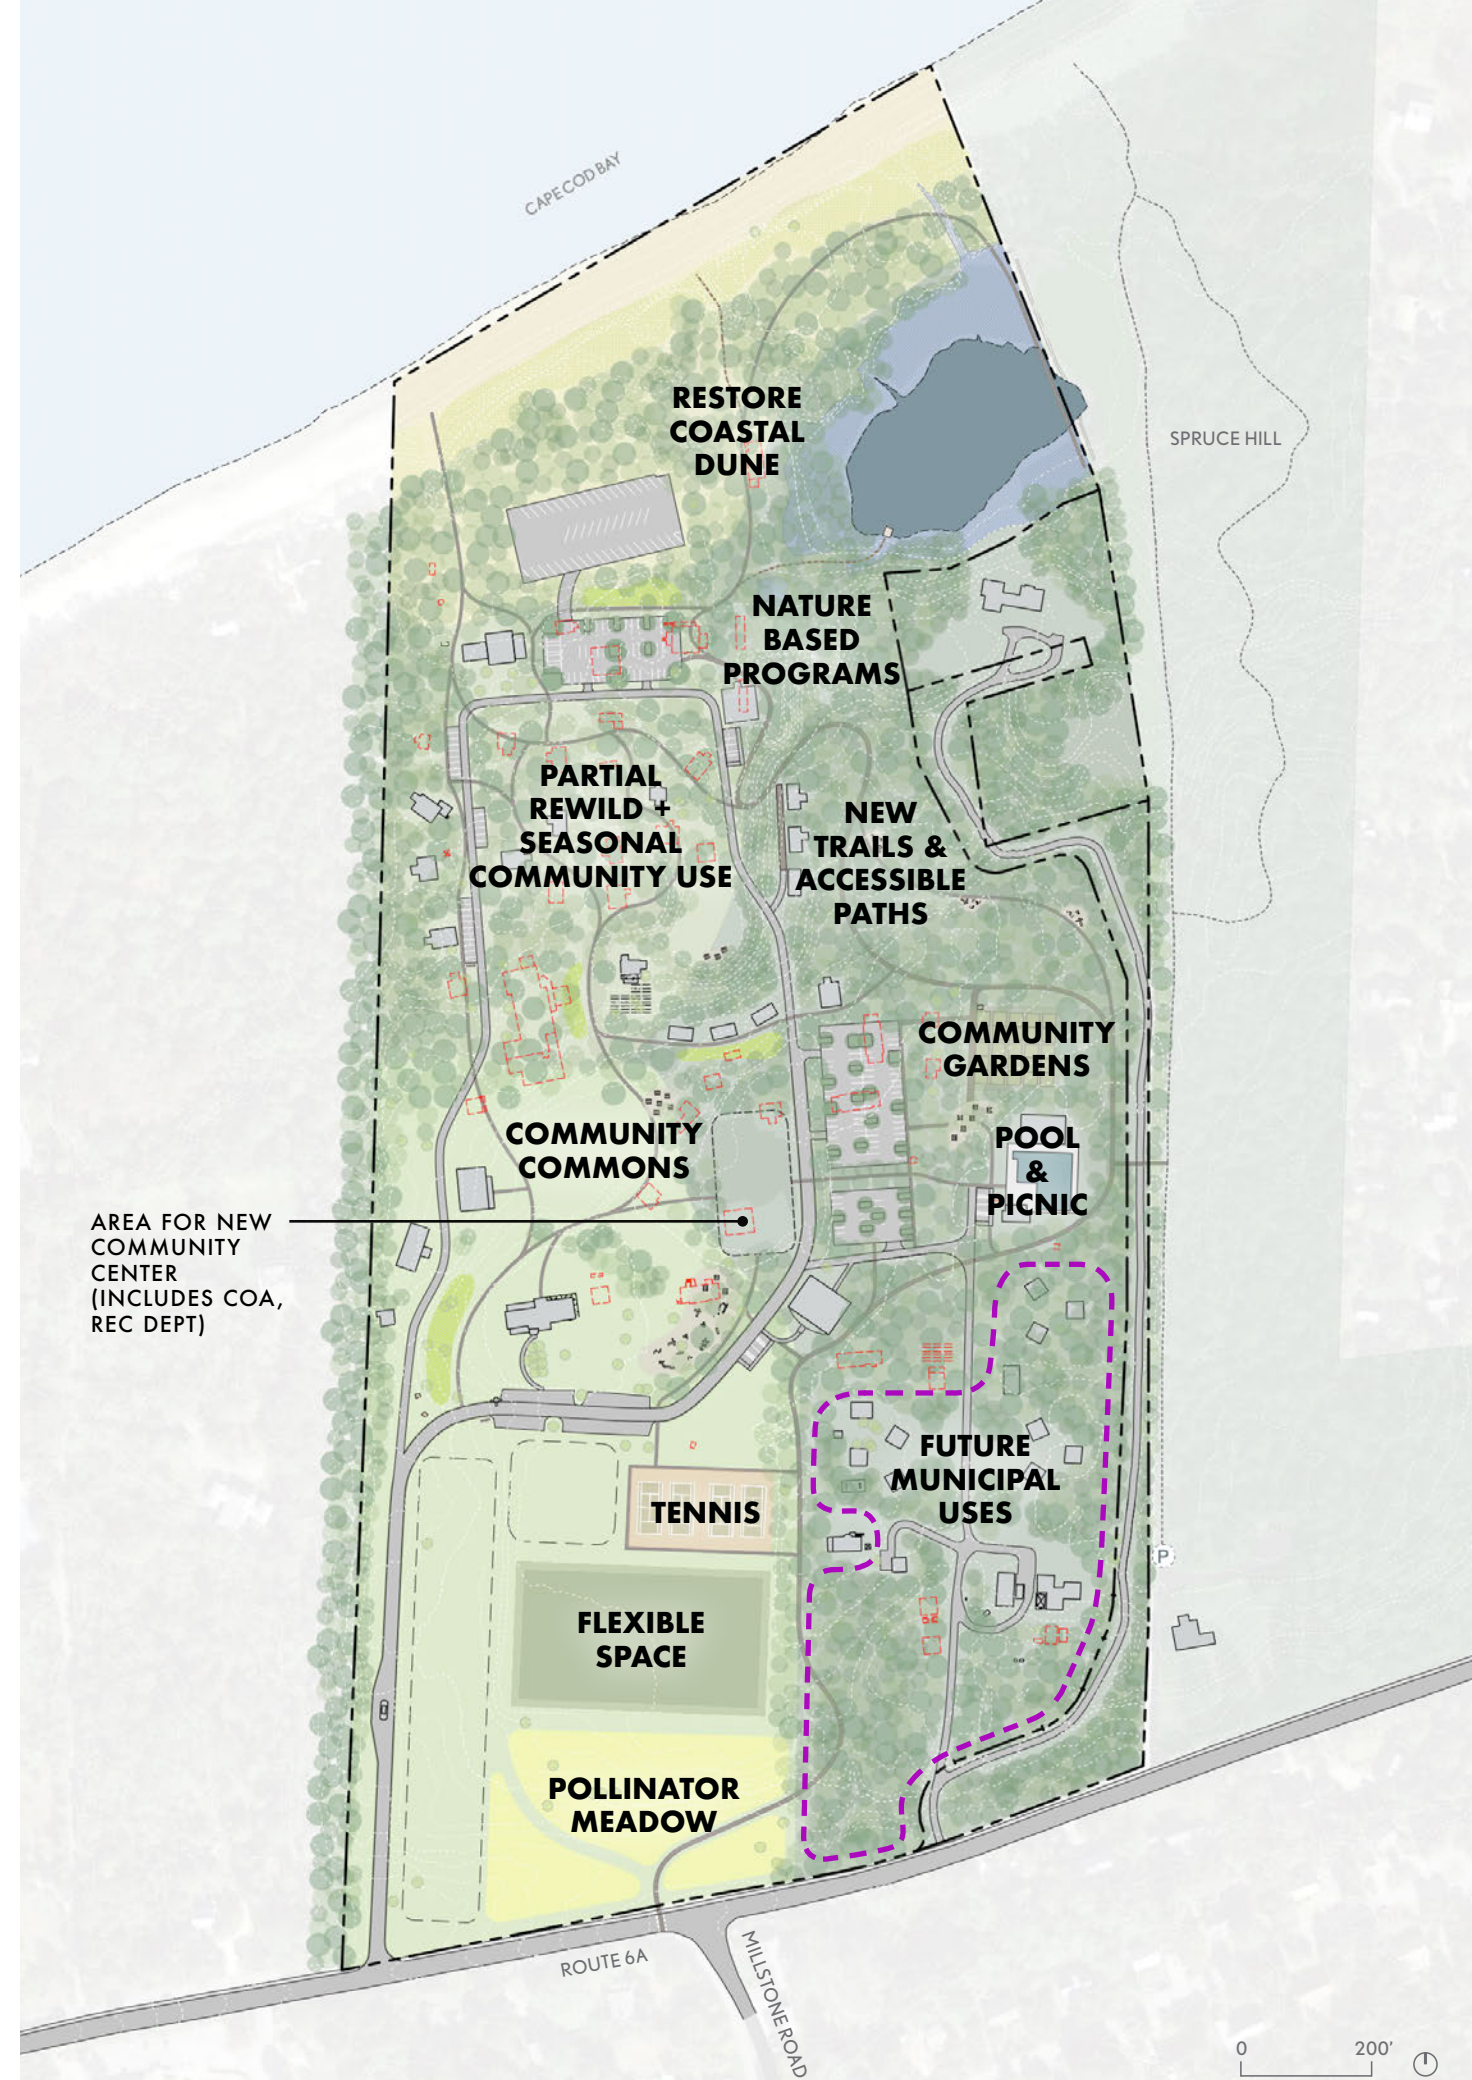 CAPE COD BAY
RESTORE
COASTAL
DUNE
SPRUCE HILL
NATURE
BASED
PROGRAMS
PARTIAL
REWILD +
SEASONAL
COMMUNITY USE
NEW
TRAILS &
ACCESSIBLE
PATHS
COMMUNITY
GARDENS
COMMUNITY
COMMONS
POOL
&
PICNIC
AREA FOR NEW
COMMUNITY
CENTER
(INCLUDES COA,
REC DEPT)
FUTURE
MUNICIPAL
USES
TENNIS
P
FLEXIBLE
SPACE
POLLINATOR
MEADOW
ROUTE 6A
MILLSTONE ROAD
0 200'